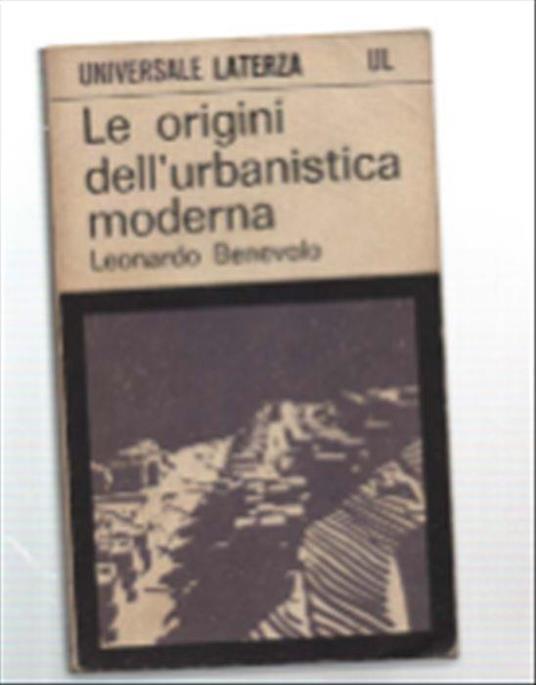 UNIVERSALE LATERZA UL
Le origini
dell'urbanistica
moderna
Leonardo Benevolo